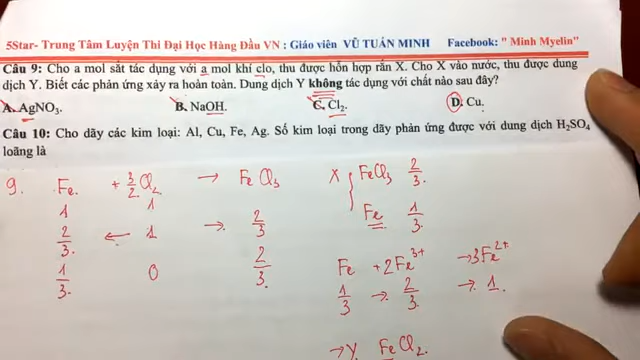 5Star- Trung Tâm Luyện Thi Đại Học Hàng Đầu VN : Giáo viên VŨ TUẤN MINH Facebook: " Minh Myelin"
Câu 9: Cho a mol sắt tác dụng với a mol khí clo, thu được hỗn hợp rắn X. Cho X vào nước, thu được dung
dịch Y. Biết các phản ứng xảy ra hoàn toàn. Dung dịch Y không tác dụng với chất nào sau đây?
A. AgNO₃. B. NaOH. C. Cl₂. D. Cu.
Câu 10: Cho dãy các kim loại: Al, Cu, Fe, Ag. Số kim loại trong dãy phản ứng được với dung dịch H₂SO₄
loãng là
9. Fe. + 3/2 Cl₂ → FeCl₃ X { FeCl₃ 2/3.
1 1 Fe 1/3.
2/3. ← 1 → 2/3
1/3. 0 2/3.
Fe + 2Fe³⁺ → 3Fe²⁺
1/3 → 2/3. → 1.
→ Y. FeCl₂.